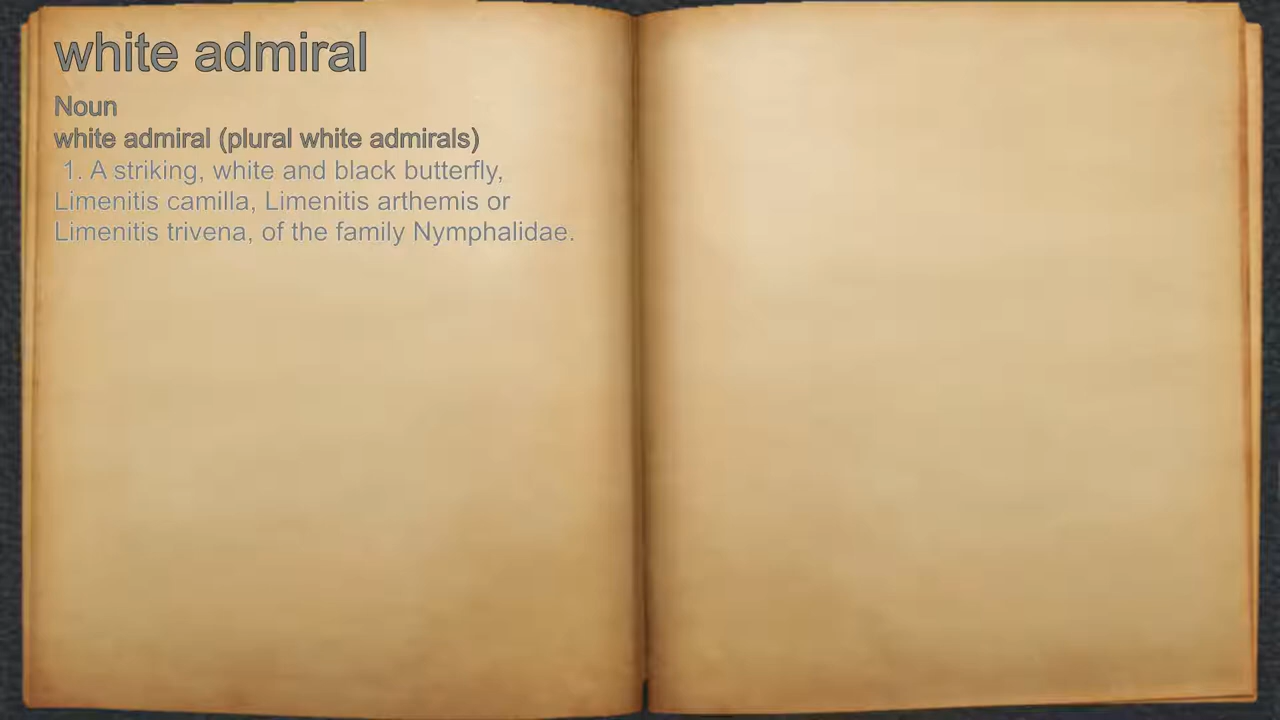 white admiral
Noun
white admiral (plural white admirals)
1. A striking, white and black butterfly,
Limenitis camilla, Limenitis arthemis or
Limenitis trivena, of the family Nymphalidae.